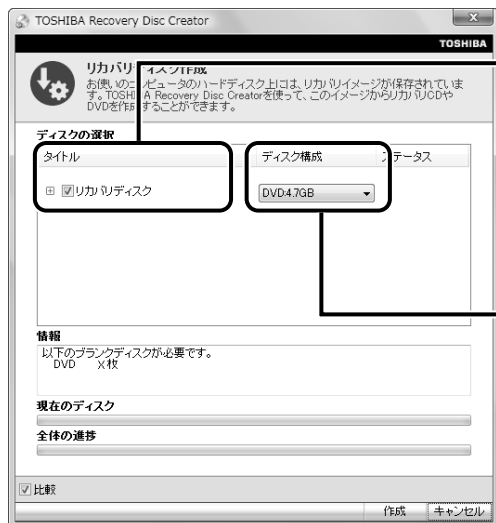 TOSHIBA Recovery Disc Creator
TOSHIBA
リカバリディスク作成
お使いのコンピュータのハードディスク上には、リカバリイメージが保存されていま
す。TOSHIBA Recovery Disc Creatorを使って、このイメージからリカバリCDや
DVDを作成することができます。
ディスクの選択
タイトル ディスク構成 ステータス
リカバリディスク DVD:4.7GB
情報
以下のブランクディスクが必要です。
DVD X枚
現在のディスク
全体の進捗
比較
作成 キャンセル